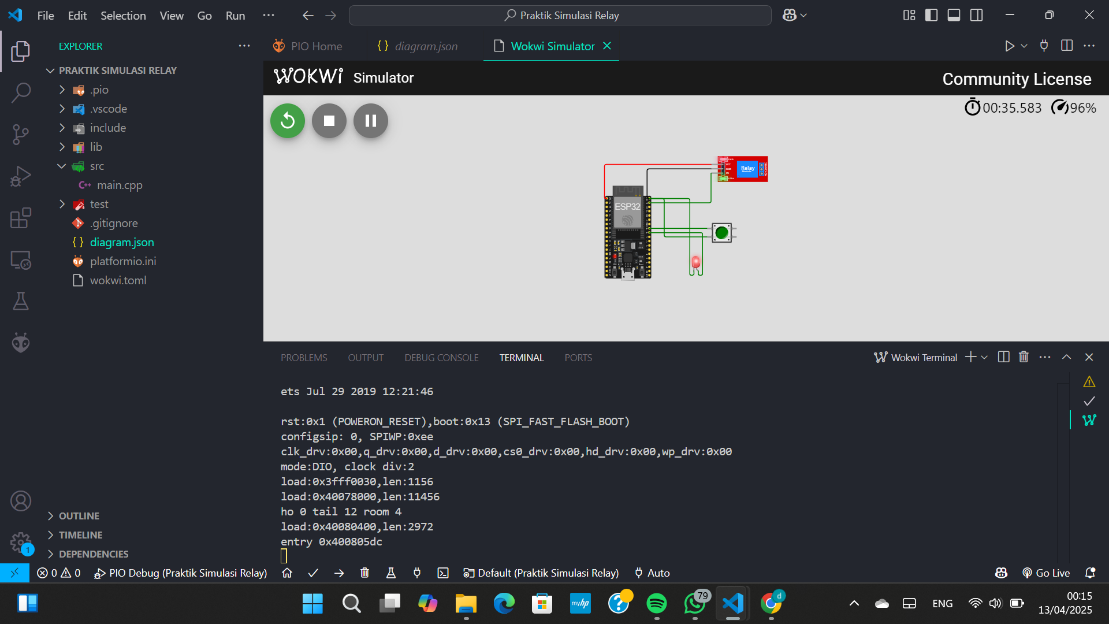 File Edit Selection View Go Run ··· Praktik Simulasi Relay
EXPLORER ···
PIO Home
diagram.json
Wokwi Simulator
PRAKTIK SIMULASI RELAY
.pio
.vscode
include
lib
src
main.cpp
test
.gitignore
diagram.json
platformio.ini
wokwi.toml
OUTLINE
TIMELINE
DEPENDENCIES
1
WOKWI Simulator
Community License
00:35.583 96%
Relay
ESP32
PROBLEMS OUTPUT DEBUG CONSOLE TERMINAL PORTS
Wokwi Terminal
ets Jul 29 2019 12:21:46
rst:0x1 (POWERON_RESET),boot:0x13 (SPI_FAST_FLASH_BOOT)
configsip: 0, SPIWP:0xee
clk_drv:0x00,q_drv:0x00,d_drv:0x00,cs0_drv:0x00,hd_drv:0x00,wp_drv:0x00
mode:DIO, clock div:2
load:0x3fff0030,len:1156
load:0x40078000,len:11456
ho 0 tail 12 room 4
load:0x40080400,len:2972
entry 0x400805dc
0 0 PIO Debug (Praktik Simulasi Relay) Default (Praktik Simulasi Relay) Auto Go Live
myhp
79
d
ENG
00:15
13/04/2025